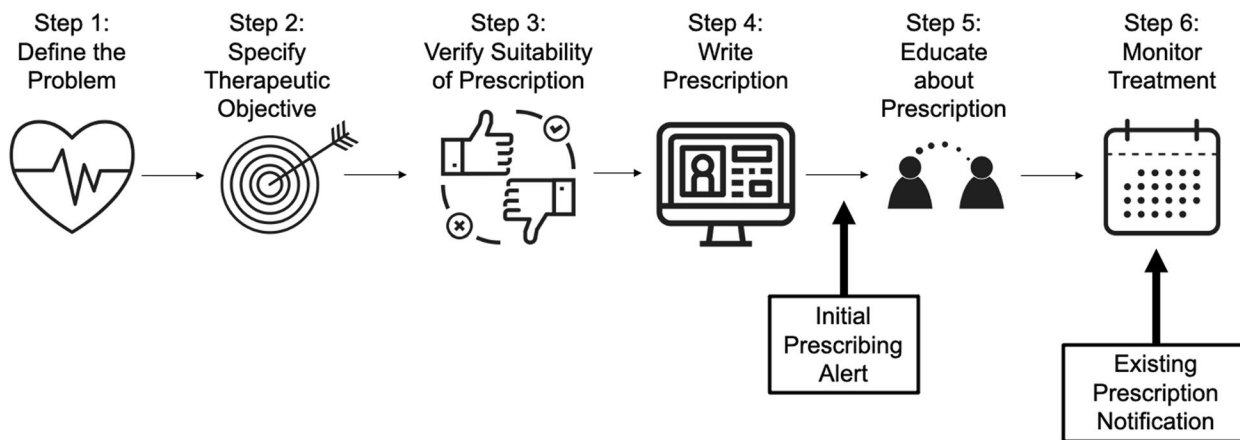 Step 1:
Define the
Problem
Step 2:
Specify
Therapeutic
Objective
Step 3:
Verify Suitability
of Prescription
Step 4:
Write
Prescription
Step 5:
Educate
about
Prescription
Step 6:
Monitor
Treatment
Initial
Prescribing
Alert
Existing
Prescription
Notification